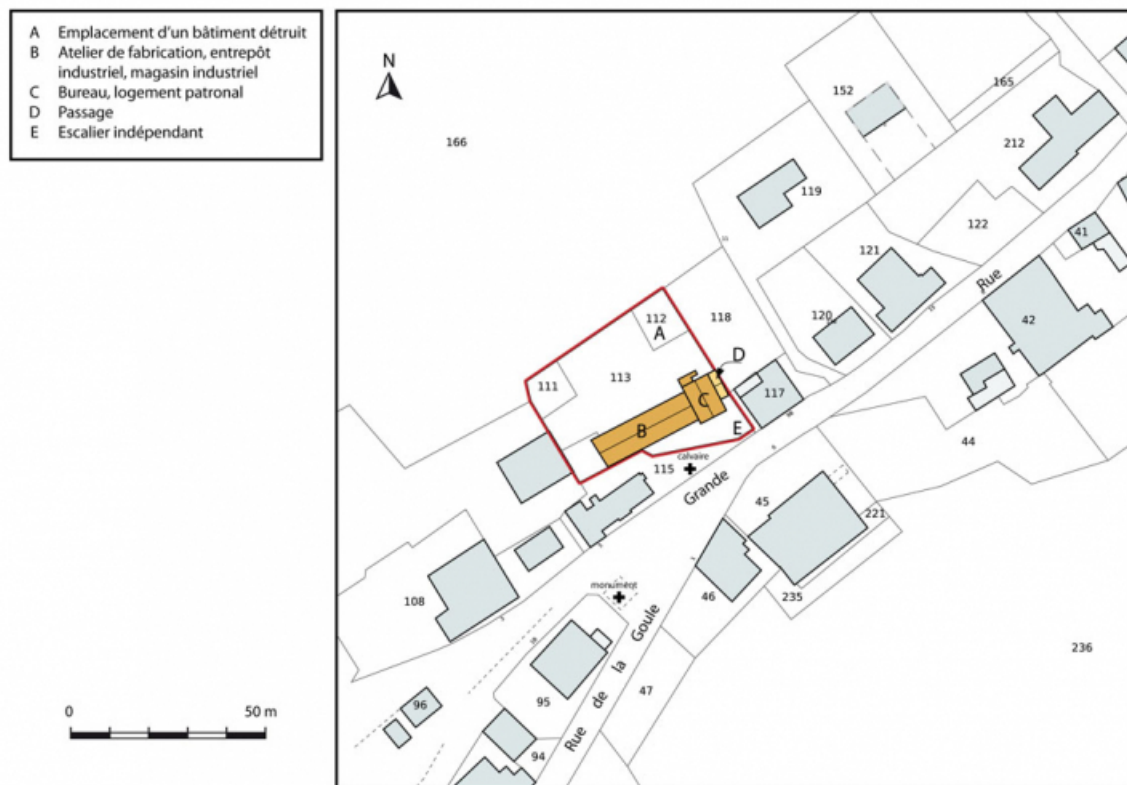 A Emplacement d'un bâtiment détruit
B Atelier de fabrication, entrepôt
industriel, magasin industriel
C Bureau, logement patronal
D Passage
E Escalier indépendant
N
166
152
165
212
119
122
41
121
118
112
A
120
42
Rue
D
111
113
117
C
B
E
calvaire
115
Grande
44
45
221
monument
108
46
235
Rue de la Goule
236
47
95
96
94
0 50 m